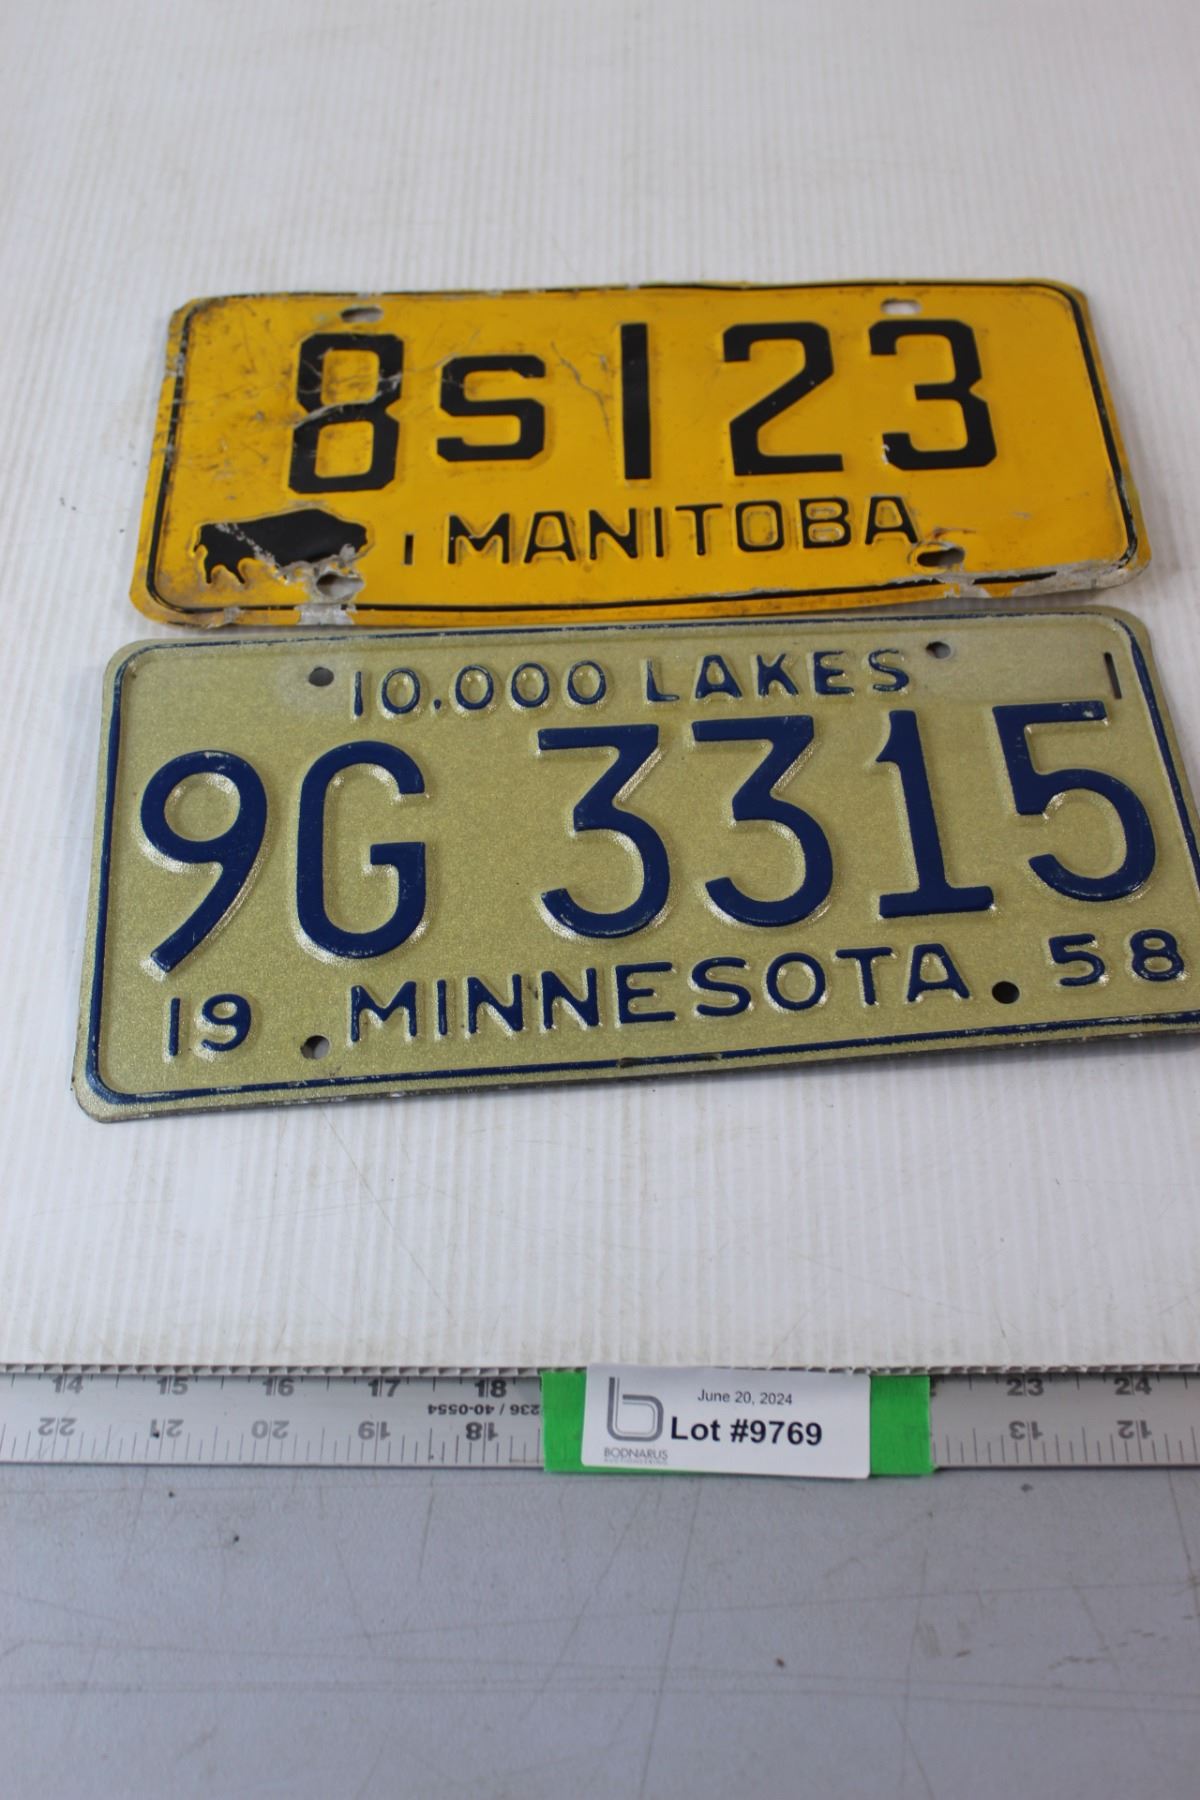 8S123
MANITOBA
10,000 LAKES
9G 3315
19 MINNESOTA 58
14 15 16 17 18 23 24
236 / 40-0554
22 21 20 19 18 13 12
June 20, 2024
Lot #9769
BODNARUS
AUCTIONEERING